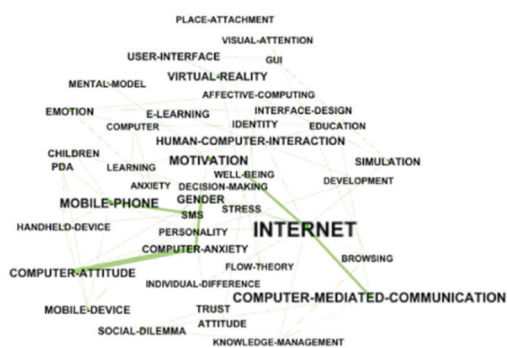 PLACE-ATTACHMENT
VISUAL-ATTENTION
USER-INTERFACE
GUI
VIRTUAL-REALITY
MENTAL-MODEL
AFFECTIVE-COMPUTING
EMOTION
E-LEARNING
INTERFACE-DESIGN
COMPUTER
IDENTITY
EDUCATION
HUMAN-COMPUTER-INTERACTION
CHILDREN
MOTIVATION
SIMULATION
PDA
LEARNING
WELL-BEING
ANXIETY
DECISION-MAKING
DEVELOPMENT
MOBILE-PHONE
GENDER
SMS
STRESS
HANDHELD-DEVICE
PERSONALITY
INTERNET
COMPUTER-ANXIETY
BROWSING
COMPUTER-ATTITUDE
FLOW-THEORY
INDIVIDUAL-DIFFERENCE
COMPUTER-MEDIATED-COMMUNICATION
MOBILE-DEVICE
TRUST
SOCIAL-DILEMMA
ATTITUDE
KNOWLEDGE-MANAGEMENT